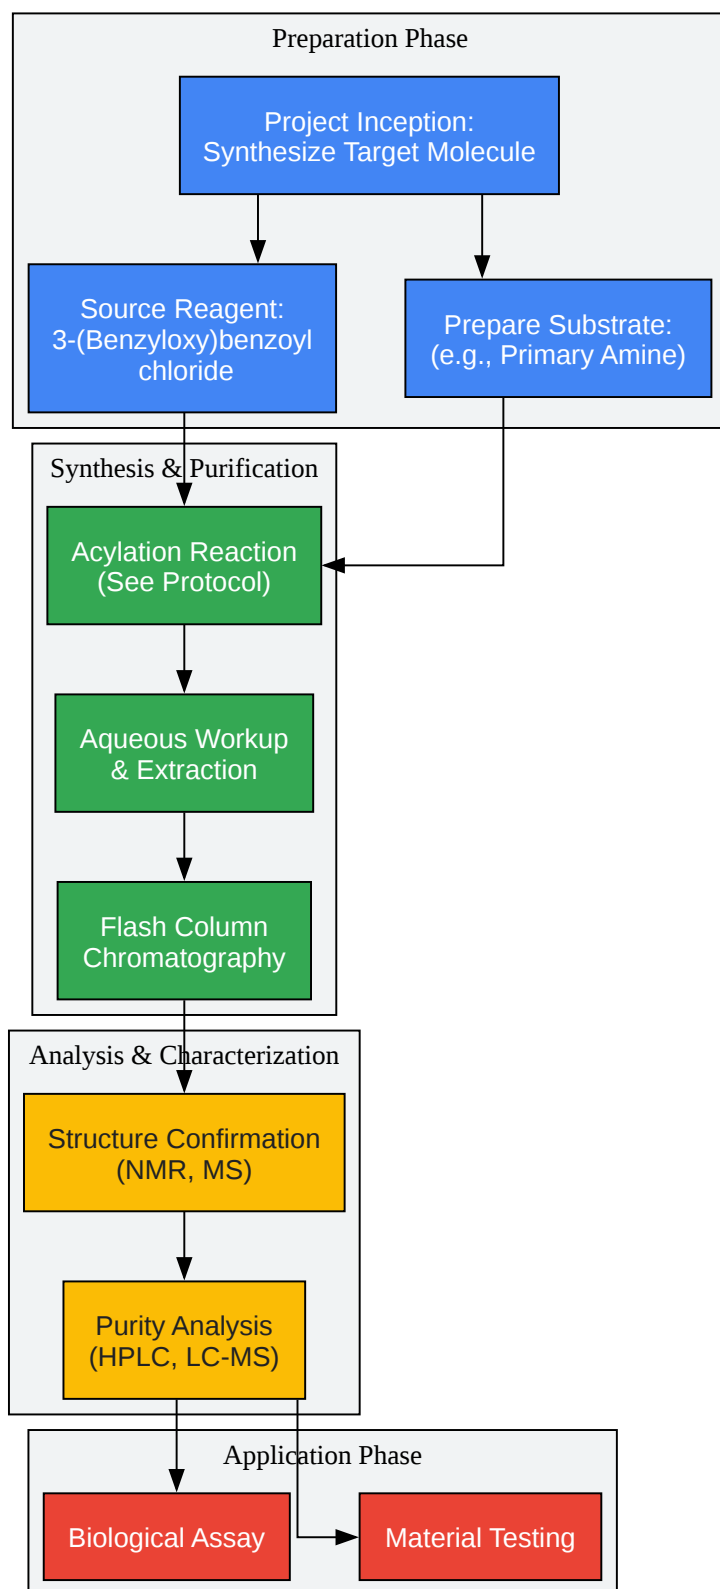 Preparation Phase
Project Inception:
Synthesize Target Molecule
Source Reagent:
3-(Benzyloxy)benzoyl
chloride
Prepare Substrate:
(e.g., Primary Amine)
Synthesis & Purification
Acylation Reaction
(See Protocol)
Aqueous Workup
& Extraction
Flash Column
Chromatography
Analysis & Characterization
Structure Confirmation
(NMR, MS)
Purity Analysis
(HPLC, LC-MS)
Application Phase
Biological Assay
Material Testing